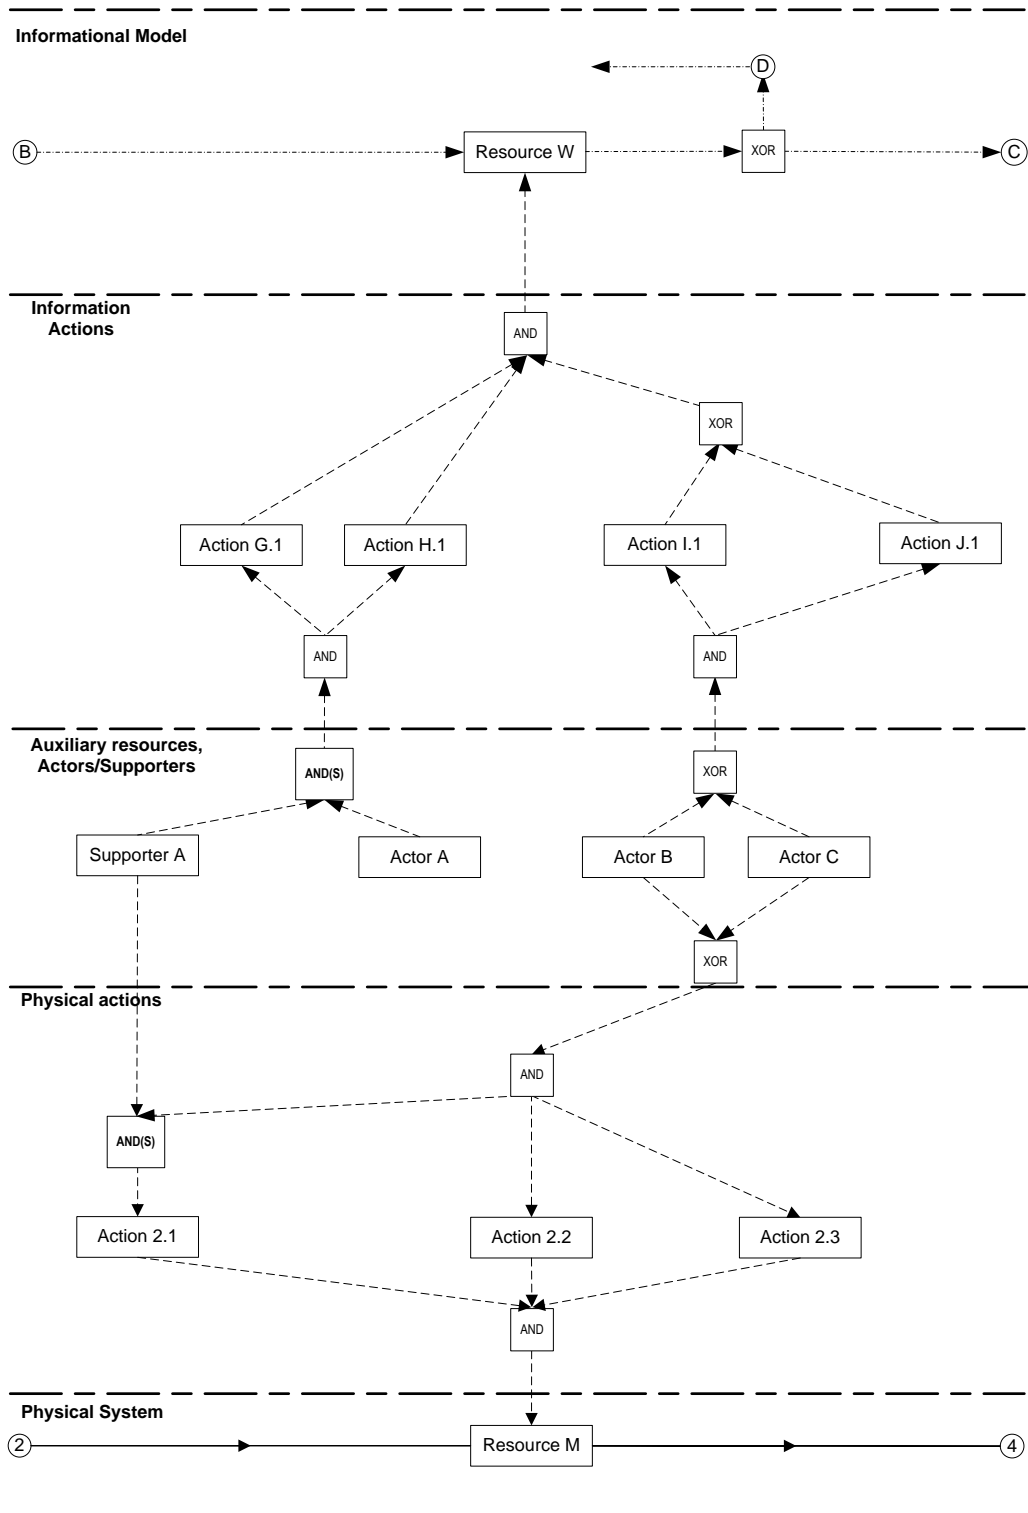 Informational Model
D
B
Resource W
XOR
C
Information
Actions
AND
XOR
Action G.1
Action H.1
Action I.1
Action J.1
AND
AND
Auxiliary resources,
Actors/Supporters
AND(S)
XOR
Supporter A
Actor A
Actor B
Actor C
XOR
Physical actions
AND
AND(S)
Action 2.1
Action 2.2
Action 2.3
AND
Physical System
2
Resource M
4